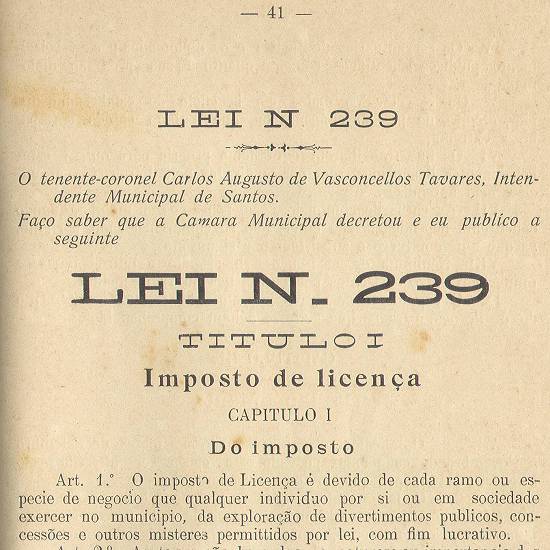 — 41 —
LEI N 239
O tenente-coronel Carlos Augusto de Vasconcellos Tavares, Inten-
dente Municipal de Santos.
Faço saber que a Camara Municipal decretou e eu publico a
seguinte
LEI N. 239
TITULO I
Imposto de licença
CAPITULO I
Do imposto
Art. 1.º O imposto de Licença é devido de cada ramo ou es-
pecie de negocio que qualquer individuo por si ou em sociedade
exercer no municipio, da exploração de divertimentos publicos, con-
cessões e outros misteres permittidos por lei, com fim lucrativo.